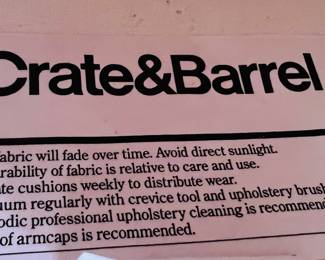 Crate&Barrel
fabric will fade over time. Avoid direct sunlight.
rability of fabric is relative to care and use.
te cushions weekly to distribute wear.
uum regularly with crevice tool and upholstery brus
odic professional upholstery cleaning is recommen
of armcaps is recommended.